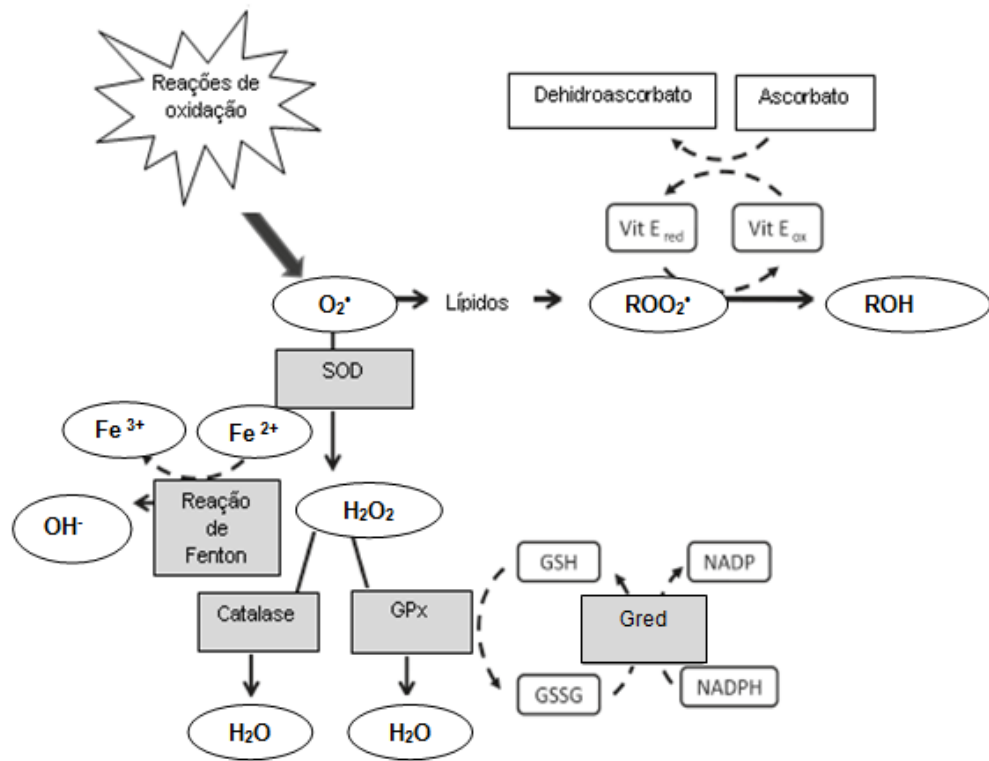 Reações de
oxidação
Dehidroascorbato
Ascorbato
Vit E red
Vit E ox
O₂•
Lípidos
ROO₂•
ROH
SOD
Fe ³⁺
Fe ²⁺
Reação
de
Fenton
OH⁻
H₂O₂
GSH
NADP
Catalase
GPx
Gred
GSSG
NADPH
H₂O
H₂O